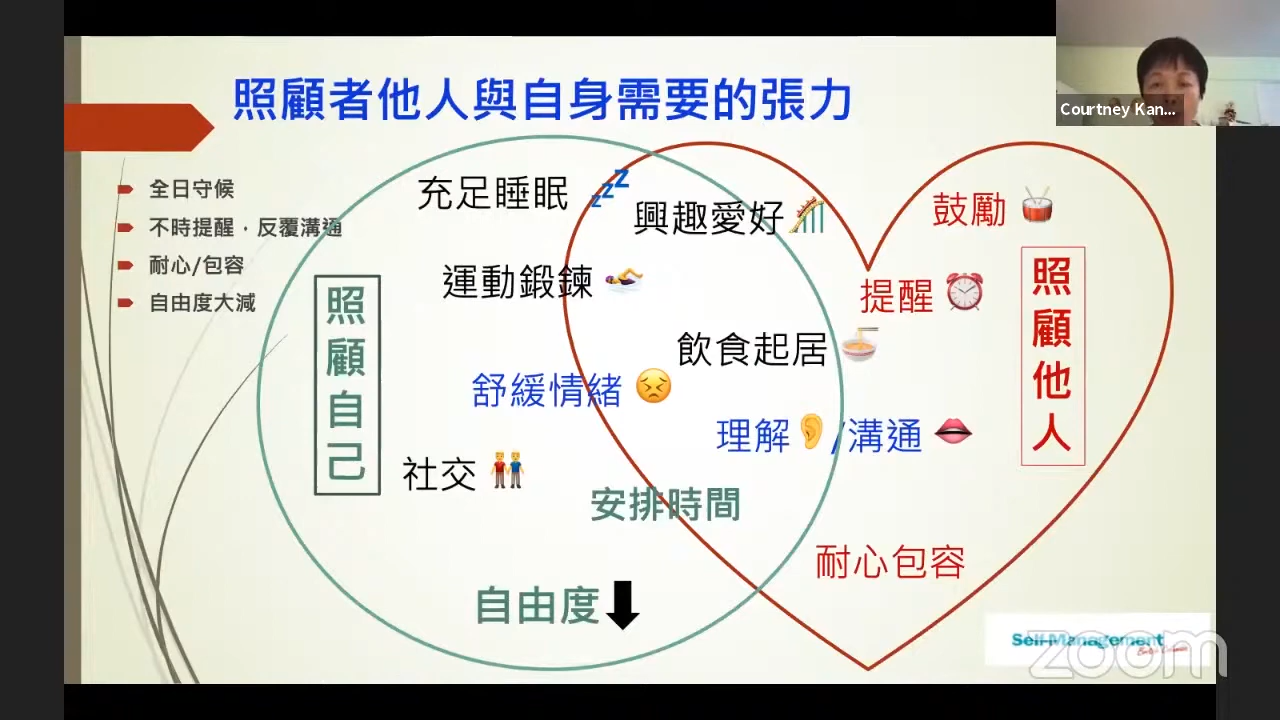 照顧者他人與自身需要的張力
Courtney Kan...
全日守候
不時提醒，反覆溝通
耐心/包容
自由度大減
照顧自己
充足睡眠
興趣愛好
運動鍛鍊
飲食起居
舒緩情緒
理解/溝通
社交
安排時間
自由度
鼓勵
提醒
照顧他人
耐心包容
Self-Management
zoom